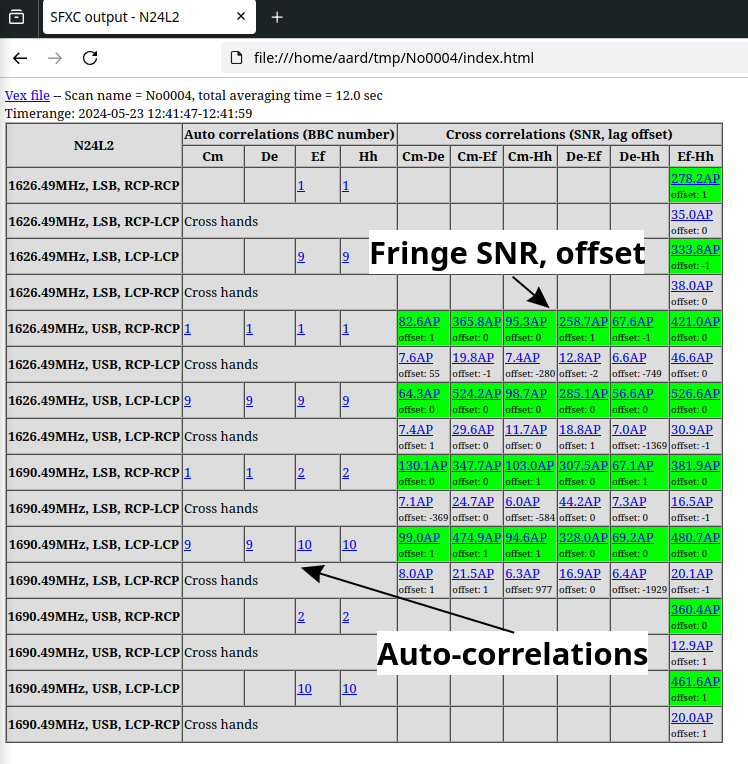 SFXC output - N24L2
file:///home/aard/tmp/No0004/index.html
Vex file -- Scan name = No0004, total averaging time = 12.0 sec
Timerange: 2024-05-23 12:41:47-12:41:59
N24L2 Auto correlations (BBC number) Cross correlations (SNR, lag offset)
Cm De Ef Hh Cm-De Cm-Ef Cm-Hh De-Ef De-Hh Ef-Hh
1626.49MHz, LSB, RCP-RCP 1 1 278.2AP
offset: 1
1626.49MHz, LSB, RCP-LCP Cross hands 35.0AP
offset: 0
1626.49MHz, LSB, LCP-LCP 9 9 333.8AP
offset: -1
Fringe SNR, offset
1626.49MHz, LSB, LCP-RCP Cross hands 38.0AP
offset: 0
1626.49MHz, USB, RCP-RCP 1 1 1 1 82.6AP 365.8AP 95.3AP 258.7AP 67.6AP 421.0AP
offset: 1 offset: 0 offset: 0 offset: 1 offset: -1 offset: 0
1626.49MHz, USB, RCP-LCP Cross hands 7.6AP 19.8AP 7.4AP 12.8AP 6.6AP 46.6AP
offset: 55 offset: -1 offset: -280 offset: -2 offset: -749 offset: 0
1626.49MHz, USB, LCP-LCP 9 9 9 9 64.3AP 524.2AP 98.7AP 285.1AP 56.6AP 526.6AP
offset: 0 offset: 0 offset: 0 offset: 0 offset: 0 offset: 0
1626.49MHz, USB, LCP-RCP Cross hands 7.4AP 29.6AP 11.7AP 18.8AP 7.0AP 30.9AP
offset: 1 offset: 0 offset: 0 offset: 1 offset: -1369 offset: -1
1690.49MHz, LSB, RCP-RCP 1 1 2 2 130.1AP 347.7AP 103.0AP 307.5AP 67.1AP 381.9AP
offset: 0 offset: 0 offset: 1 offset: 0 offset: 1 offset: 0
1690.49MHz, LSB, RCP-LCP Cross hands 7.1AP 24.7AP 6.0AP 44.2AP 7.3AP 16.5AP
offset: -369 offset: 0 offset: -584 offset: 0 offset: 0 offset: -1
1690.49MHz, LSB, LCP-LCP 9 9 10 10 99.0AP 474.9AP 94.6AP 328.0AP 69.2AP 480.7AP
offset: 1 offset: 1 offset: 1 offset: 0 offset: 0 offset: 0
1690.49MHz, LSB, LCP-RCP Cross hands 8.0AP 21.5AP 6.3AP 16.9AP 6.4AP 20.1AP
offset: 1 offset: 1 offset: 977 offset: 0 offset: -1929 offset: -1
1690.49MHz, USB, RCP-RCP 2 2 360.4AP
offset: 0
1690.49MHz, USB, RCP-LCP Cross hands 12.9AP
offset: 1
Auto-correlations
1690.49MHz, USB, LCP-LCP 10 10 461.6AP
offset: 1
1690.49MHz, USB, LCP-RCP Cross hands 20.0AP
offset: 1